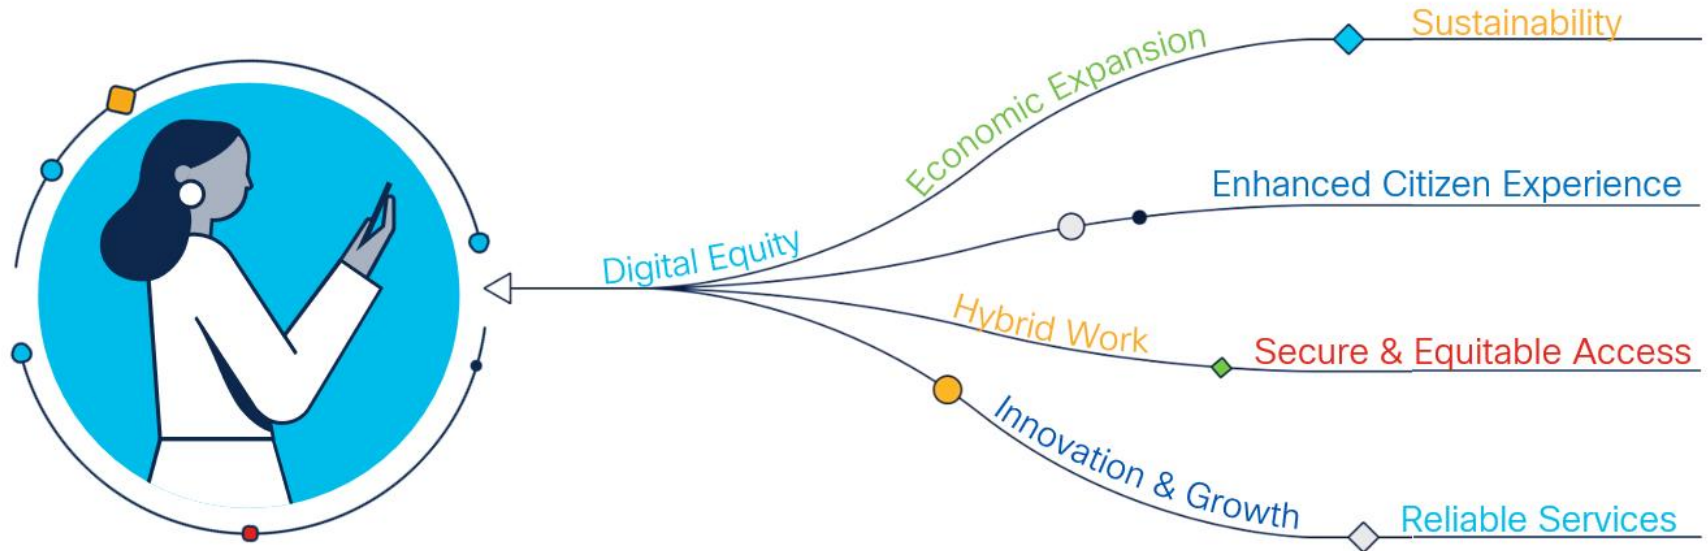 Sustainability
Economic Expansion
Enhanced Citizen Experience
Digital Equity
Hybrid Work
Secure & Equitable Access
Innovation & Growth
Reliable Services